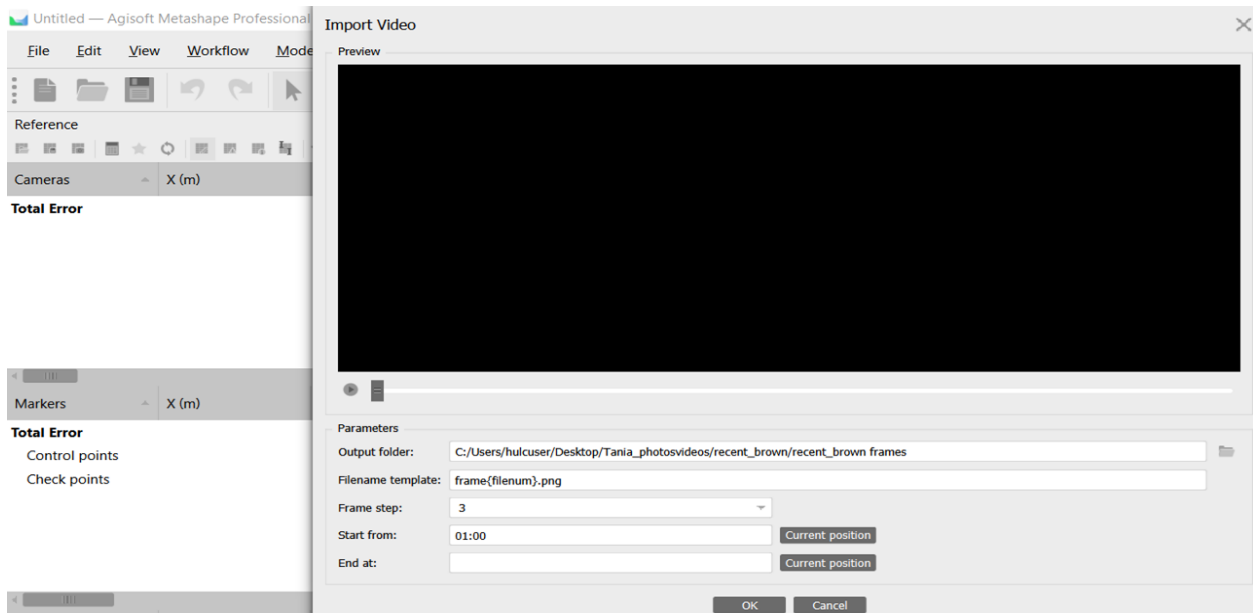 Untitled — Agisoft Metashape Professional
File Edit View Workflow Mode
Reference
Cameras X (m)
Total Error
Markers X (m)
Total Error
Control points
Check points
Import Video
Preview
Parameters
Output folder: C:/Users/hulcuser/Desktop/Tania_photosvideos/recent_brown/recent_brown frames
Filename template: frame{filenum}.png
Frame step: 3
Start from: 01:00 Current position
End at: Current position
OK Cancel